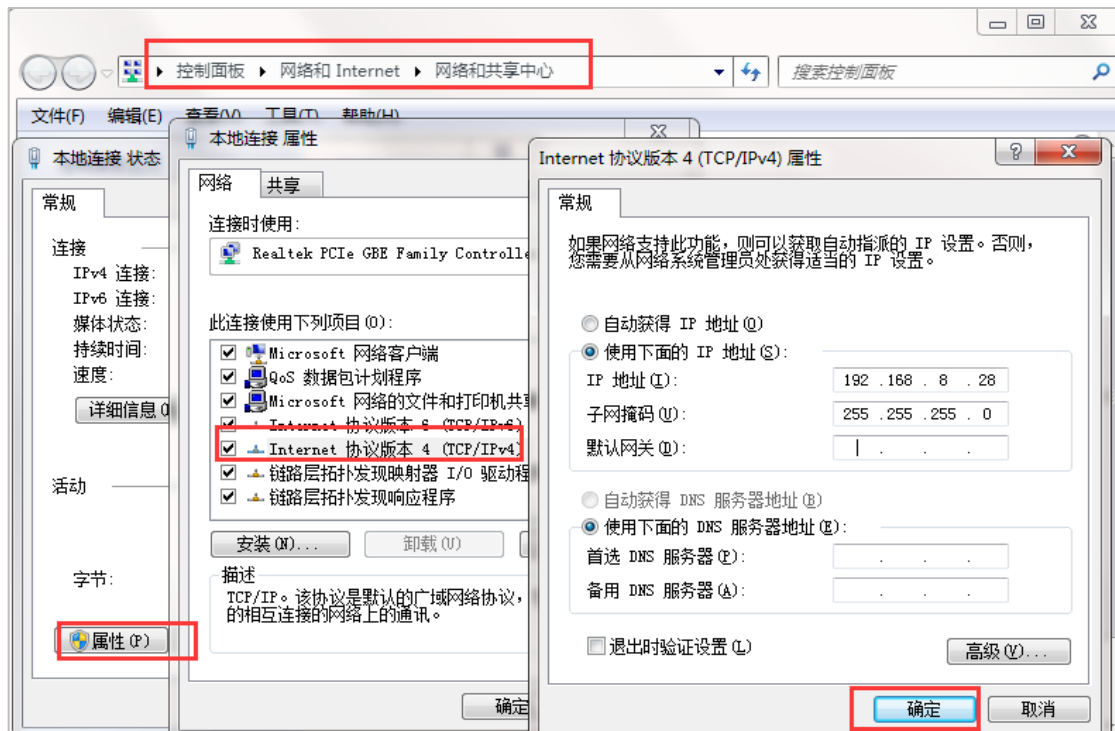 控制面板 ▶ 网络和 Internet ▶ 网络和共享中心
搜索控制面板
文件(F) 编辑(E) 查看(V) 工具(T) 帮助(H)
本地连接 状态
常规
连接
IPv4 连接:
IPv6 连接:
媒体状态:
持续时间:
速度:
详细信息
活动
字节:
属性(P)
本地连接 属性
网络
共享
连接时使用:
Realtek PCIe GBE Family Controlle
此连接使用下列项目(O):
Microsoft 网络客户端
QoS 数据包计划程序
Microsoft 网络的文件和打印机共享
Internet 协议版本 6 (TCP/IPv6)
Internet 协议版本 4 (TCP/IPv4)
链路层拓扑发现映射器 I/O 驱动程
链路层拓扑发现响应程序
安装(N)...
卸载(U)
描述
TCP/IP。该协议是默认的广域网络协议，
的相互连接的网络上的通讯。
确定
Internet 协议版本 4 (TCP/IPv4) 属性
常规
如果网络支持此功能，则可以获取自动指派的 IP 设置。否则，
您需要从网络系统管理员处获得适当的 IP 设置。
自动获得 IP 地址(O)
使用下面的 IP 地址(S):
IP 地址(I): 192 .168 . 8 . 28
子网掩码(U): 255 .255 .255 . 0
默认网关(D): . . .
自动获得 DNS 服务器地址(B)
使用下面的 DNS 服务器地址(E):
首选 DNS 服务器(P): . . .
备用 DNS 服务器(A): . . .
退出时验证设置(L)
高级(V)...
确定
取消